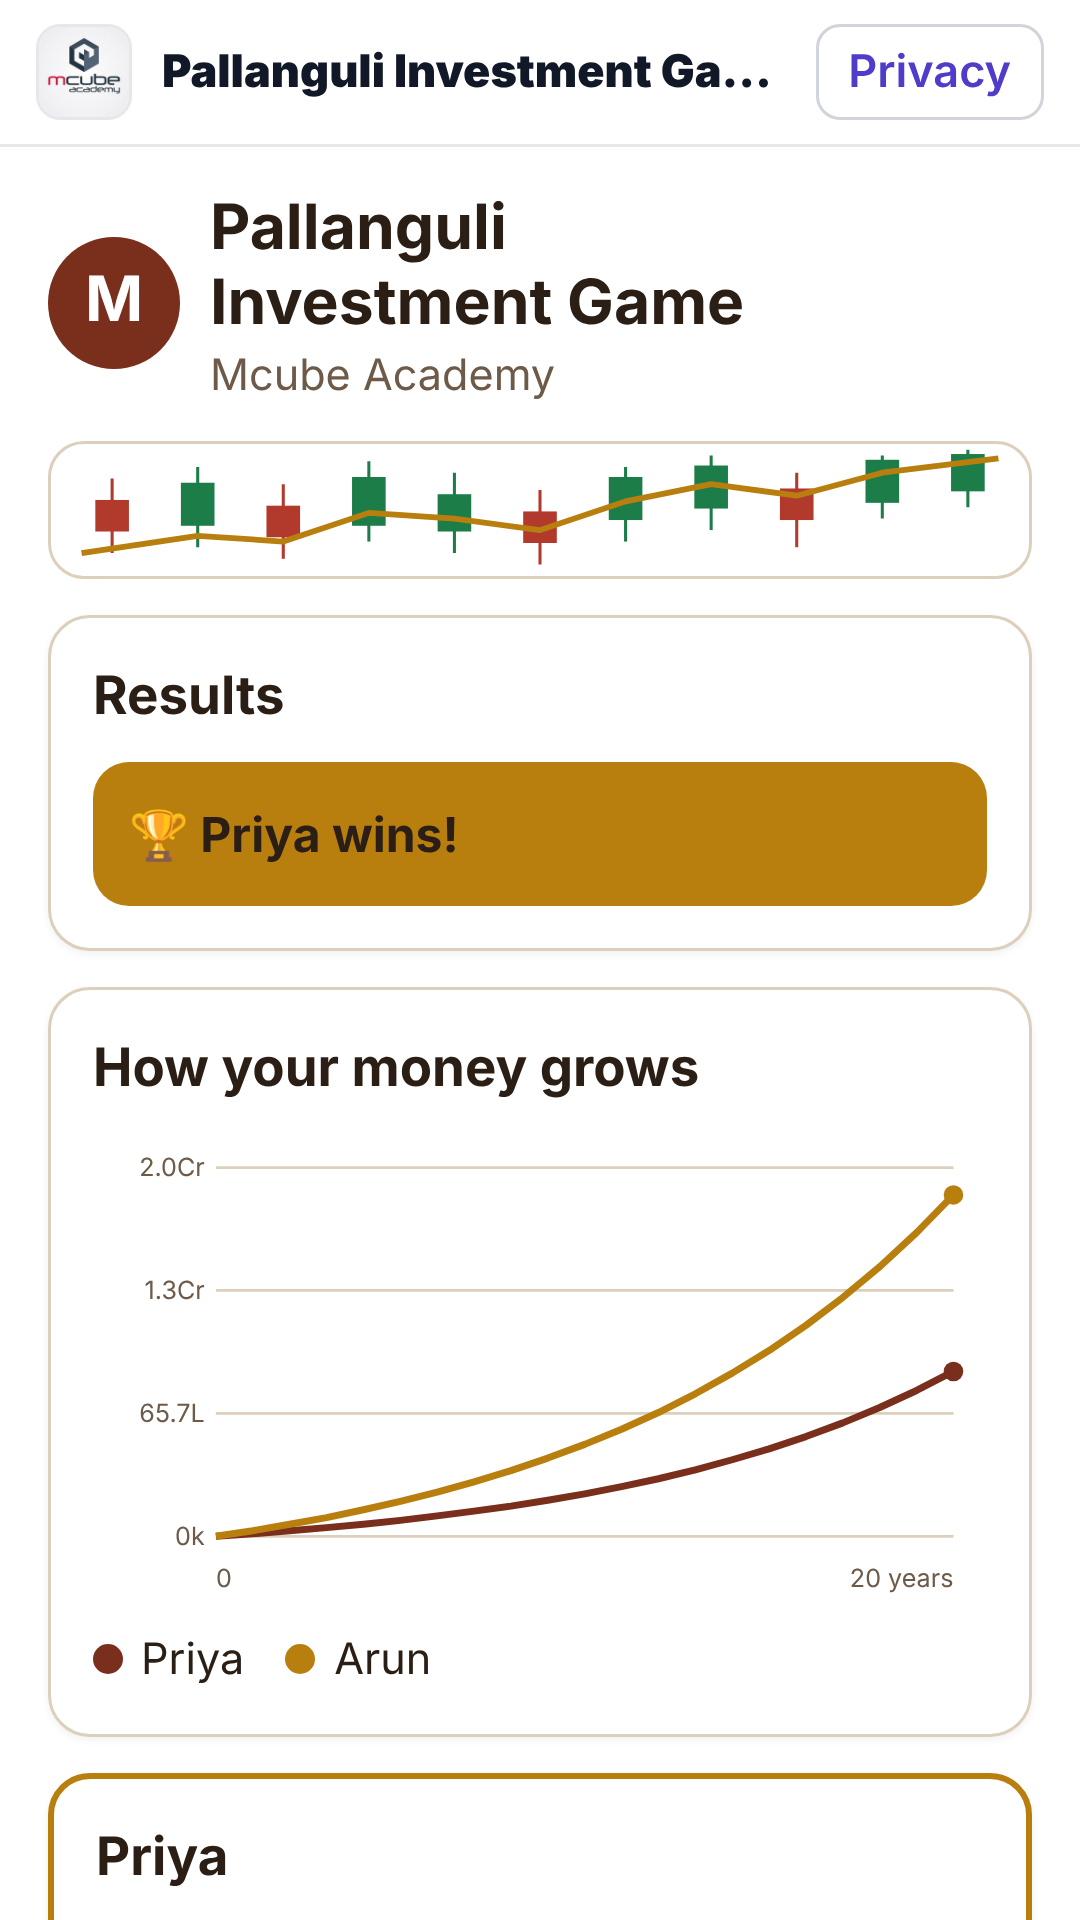 mcube
academy
Pallanguli Investment Ga...
Privacy
M
Pallanguli
Investment Game
Mcube Academy
Results
🏆 Priya wins!
How your money grows
2.0Cr
1.3Cr
65.7L
0k
0
20 years
Priya
Arun
Priya